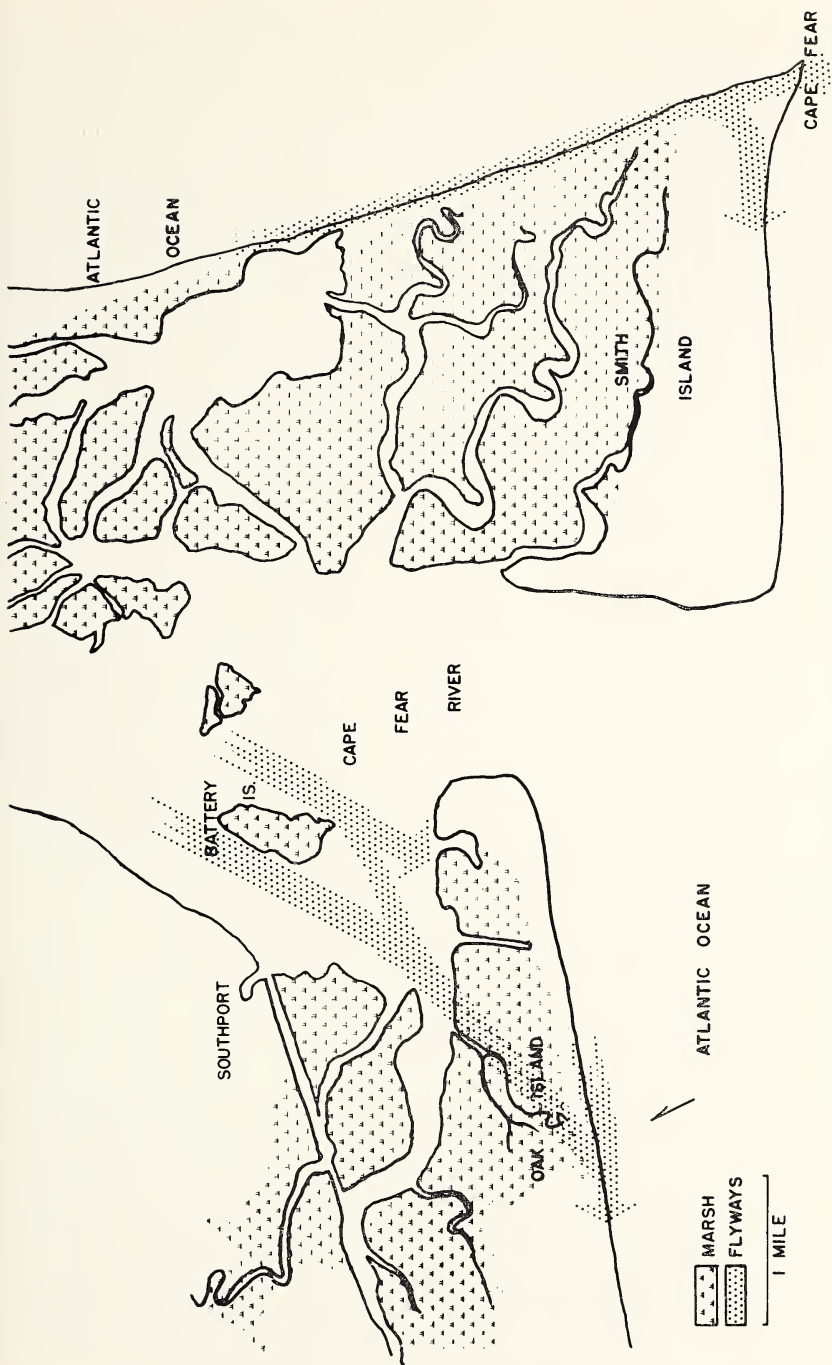 SOUTHPORT
BATTERY
IS.
CAPE
FEAR
RIVER
ATLANTIC
OCEAN
SMITH
ISLAND
CAPE FEAR
OAK ISLAND
ATLANTIC OCEAN
MARSH
FLYWAYS
1 MILE